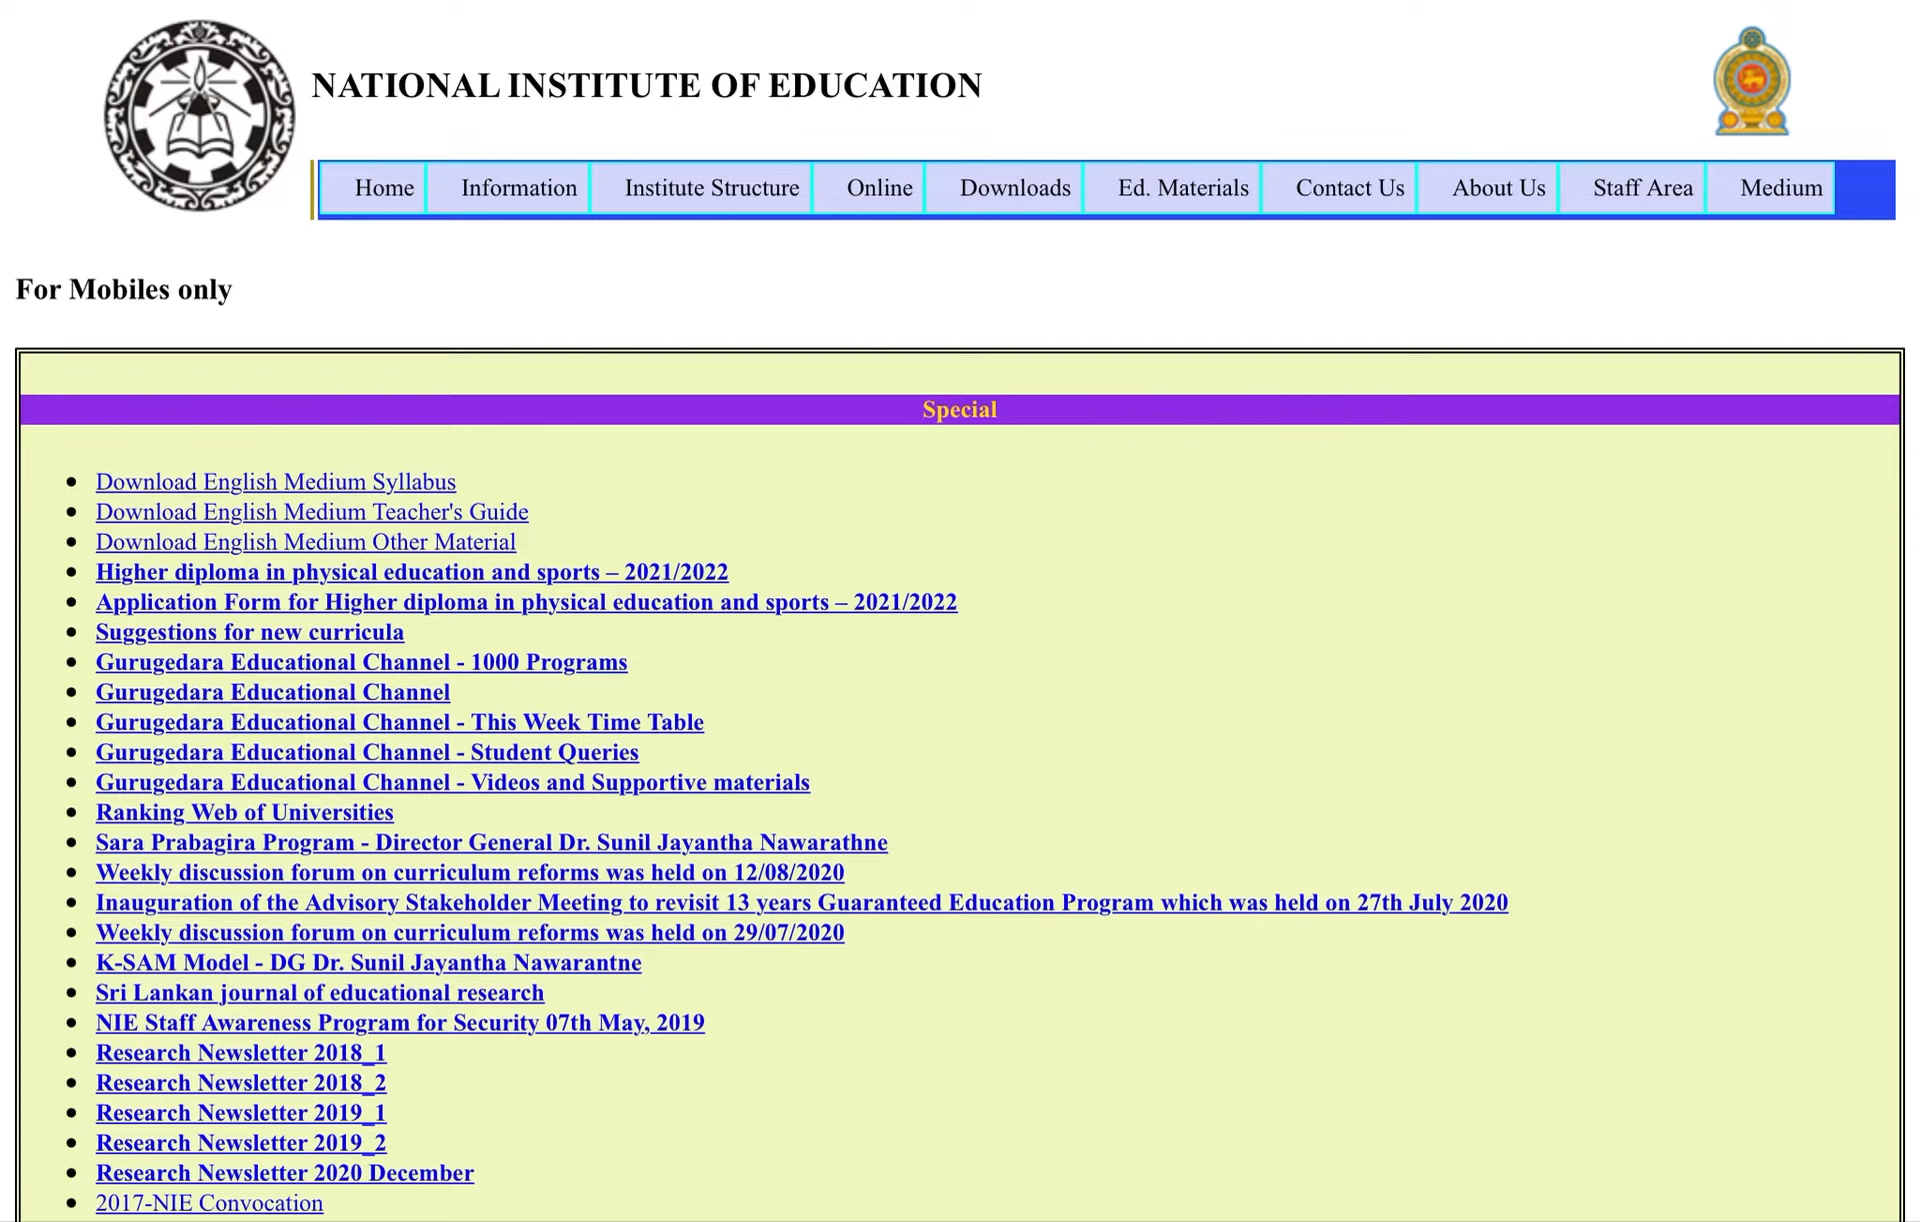 NATIONAL INSTITUTE OF EDUCATION
Home Information Institute Structure Online Downloads Ed. Materials Contact Us About Us Staff Area Medium
For Mobiles only
Special
Download English Medium Syllabus
Download English Medium Teacher's Guide
Download English Medium Other Material
Higher diploma in physical education and sports – 2021/2022
Application Form for Higher diploma in physical education and sports – 2021/2022
Suggestions for new curricula
Gurugedara Educational Channel - 1000 Programs
Gurugedara Educational Channel
Gurugedara Educational Channel - This Week Time Table
Gurugedara Educational Channel - Student Queries
Gurugedara Educational Channel - Videos and Supportive materials
Ranking Web of Universities
Sara Prabagira Program - Director General Dr. Sunil Jayantha Nawarathne
Weekly discussion forum on curriculum reforms was held on 12/08/2020
Inauguration of the Advisory Stakeholder Meeting to revisit 13 years Guaranteed Education Program which was held on 27th July 2020
Weekly discussion forum on curriculum reforms was held on 29/07/2020
K-SAM Model - DG Dr. Sunil Jayantha Nawarantne
Sri Lankan journal of educational research
NIE Staff Awareness Program for Security 07th May, 2019
Research Newsletter 2018_1
Research Newsletter 2018_2
Research Newsletter 2019_1
Research Newsletter 2019_2
Research Newsletter 2020 December
2017-NIE Convocation